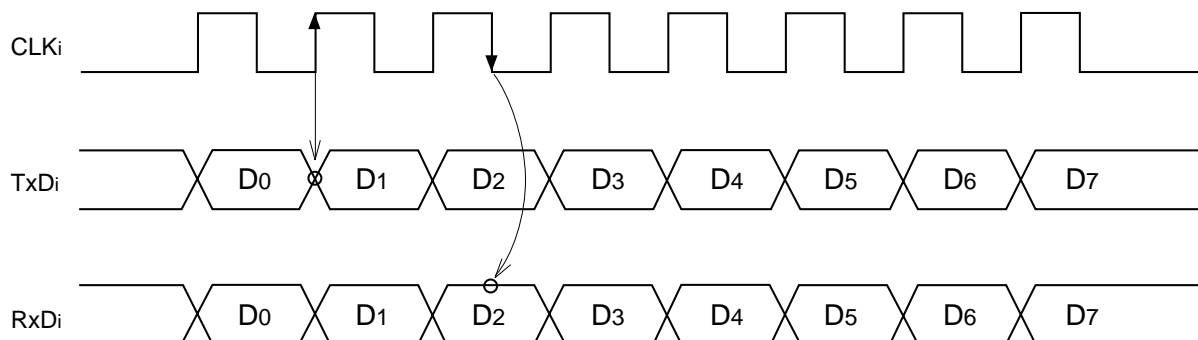 CLKi
TxDi D0 D1 D2 D3 D4 D5 D6 D7
RxDi D0 D1 D2 D3 D4 D5 D6 D7